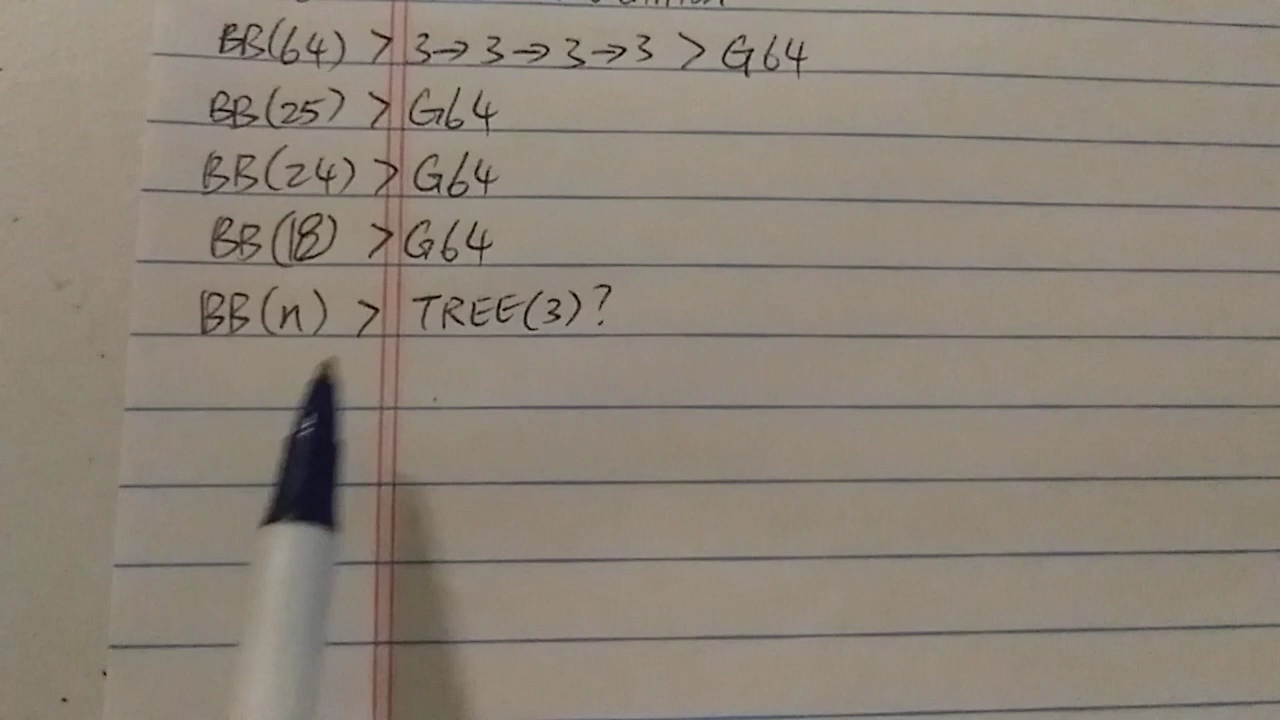 BB(64) > 3→3→3→3 > G64
BB(25) > G64
BB(24) > G64
BB(18) > G64
BB(n) > TREE(3)?